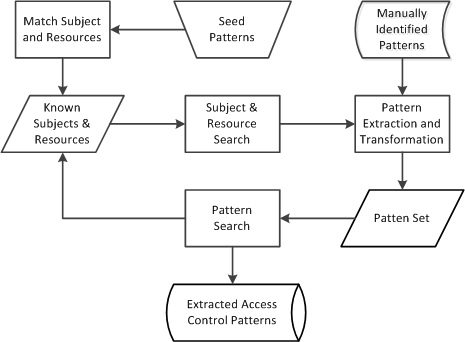 Match Subject
and Resources
Seed
Patterns
Manually
Identified
Patterns
Known
Subjects &
Resources
Subject &
Resource
Search
Pattern
Extraction and
Transformation
Pattern
Search
Patten Set
Extracted Access
Control Patterns